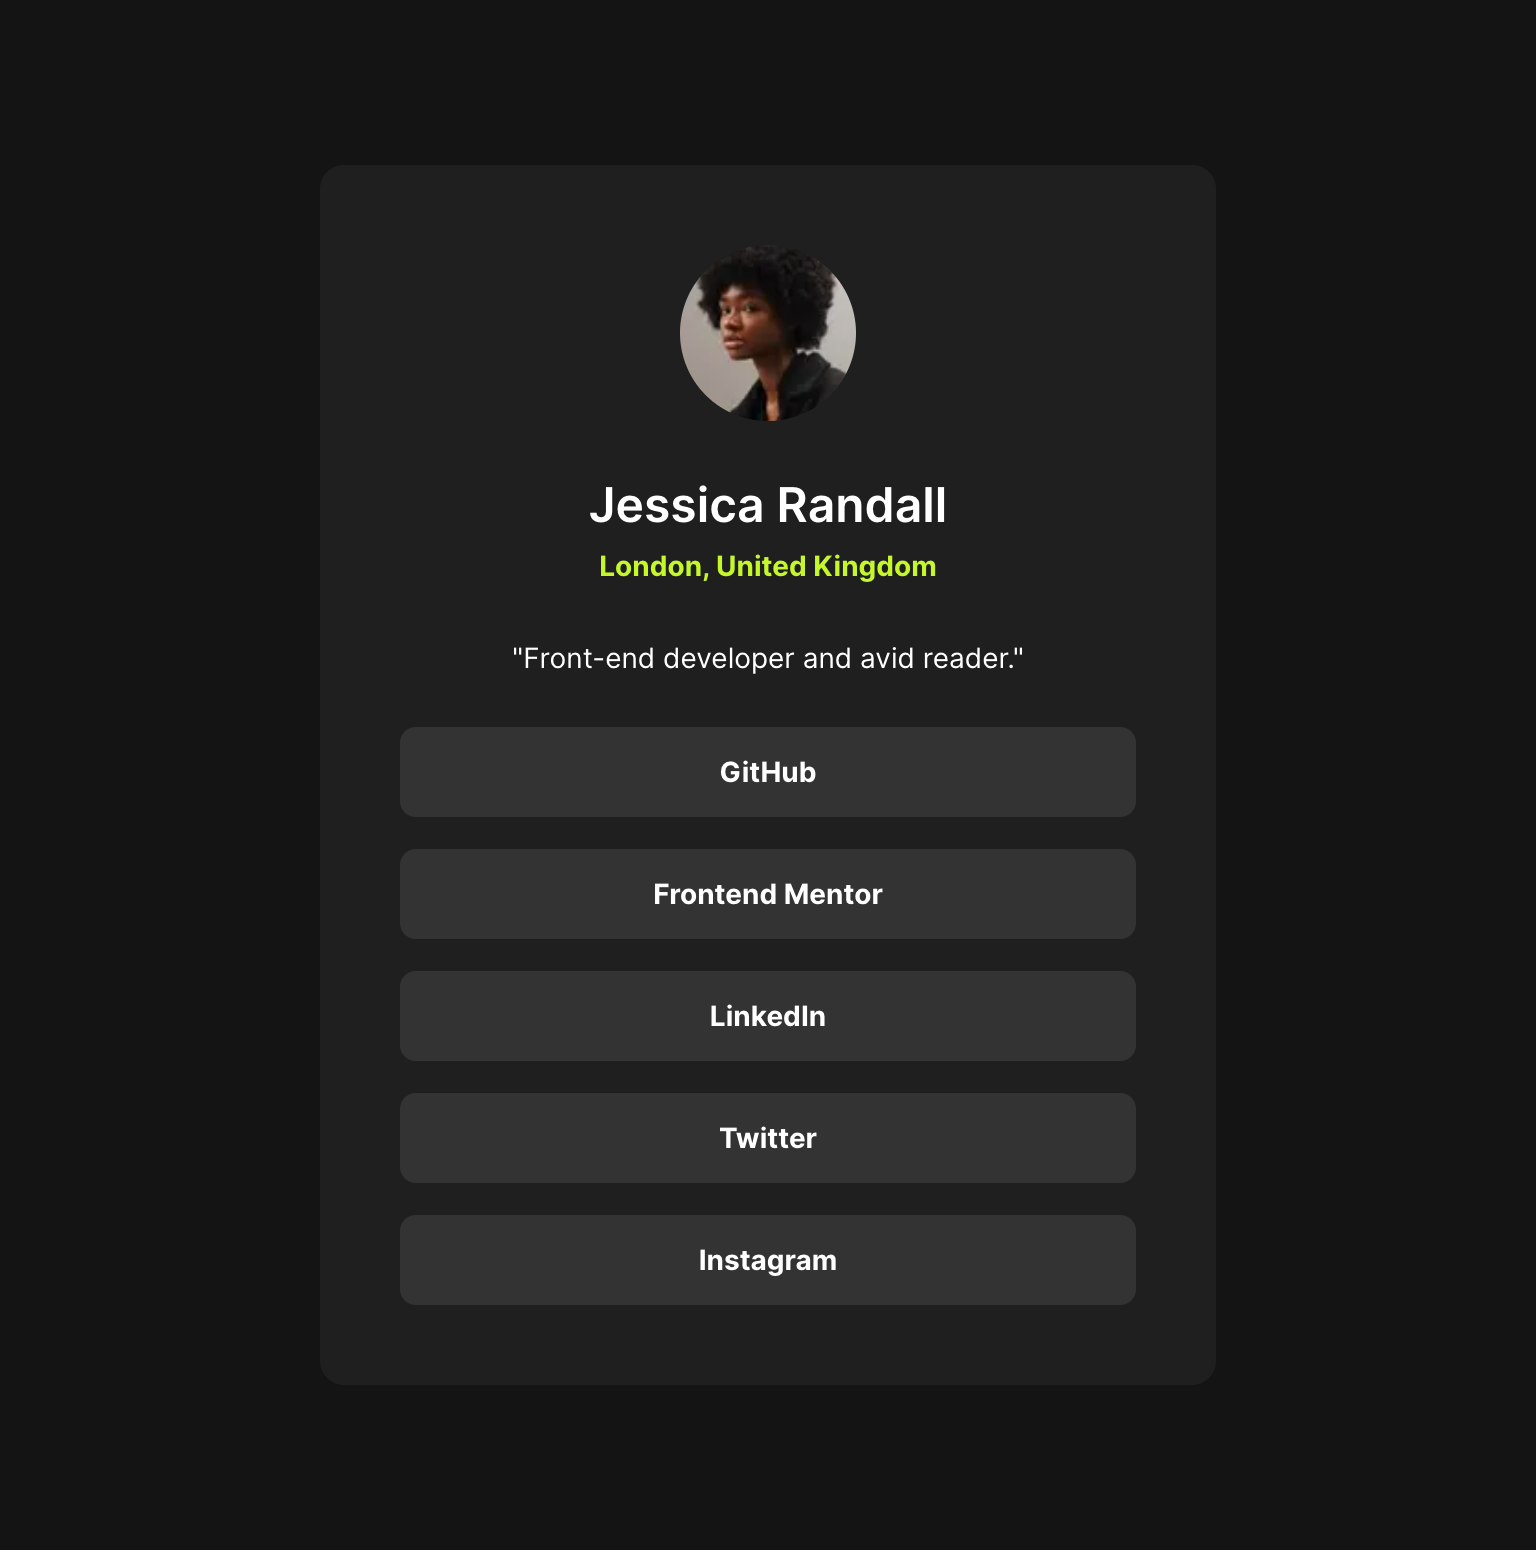 Jessica Randall
London, United Kingdom
"Front-end developer and avid reader."
GitHub
Frontend Mentor
LinkedIn
Twitter
Instagram